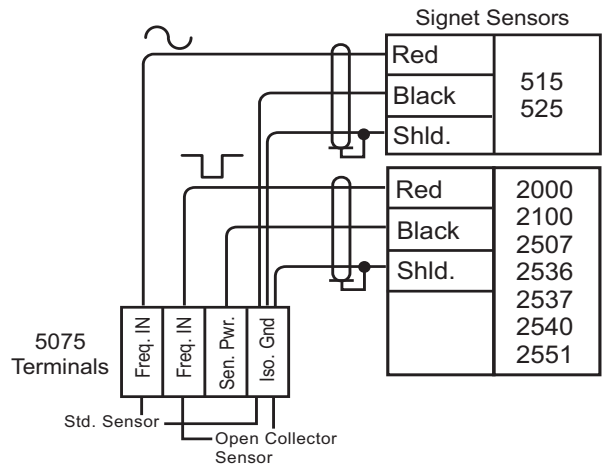 Signet Sensors
Red
Black
Shld.
515
525
Red
Black
Shld.
2000
2100
2507
2536
2537
2540
2551
5075
Terminals
Freq. IN
Freq. IN
Sen. Pwr.
Iso. Gnd
Std. Sensor
Open Collector
Sensor